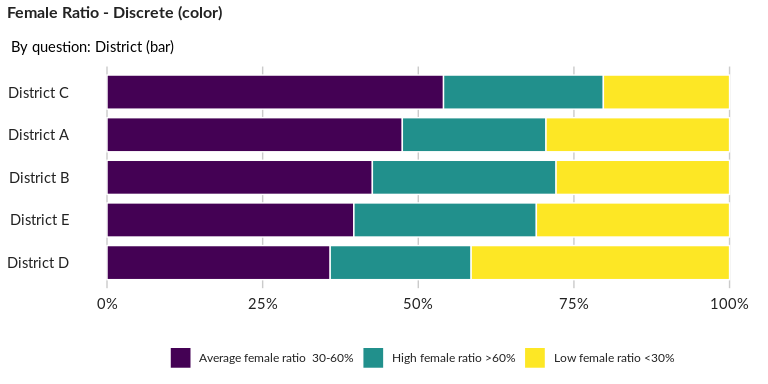 Female Ratio - Discrete (color)
By question: District (bar)
District C
District A
District B
District E
District D
0% 25% 50% 75% 100%
Average female ratio  30-60% High female ratio >60% Low female ratio <30%